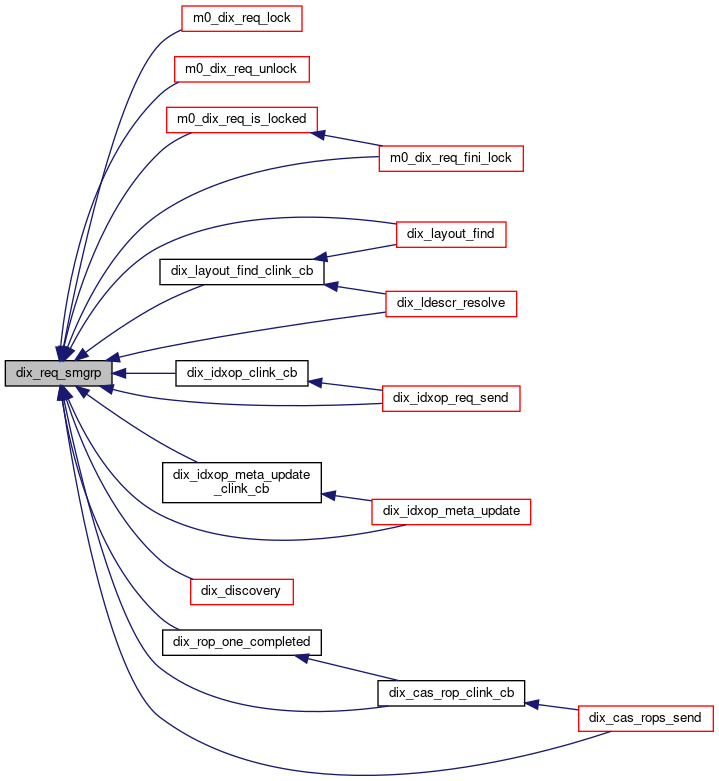 m0_dix_req_lock
m0_dix_req_unlock
m0_dix_req_is_locked
m0_dix_req_fini_lock
dix_layout_find
dix_layout_find_clink_cb
dix_ldescr_resolve
dix_req_smgrp
dix_idxop_clink_cb
dix_idxop_req_send
dix_idxop_meta_update
_clink_cb
dix_idxop_meta_update
dix_discovery
dix_rop_one_completed
dix_cas_rop_clink_cb
dix_cas_rops_send